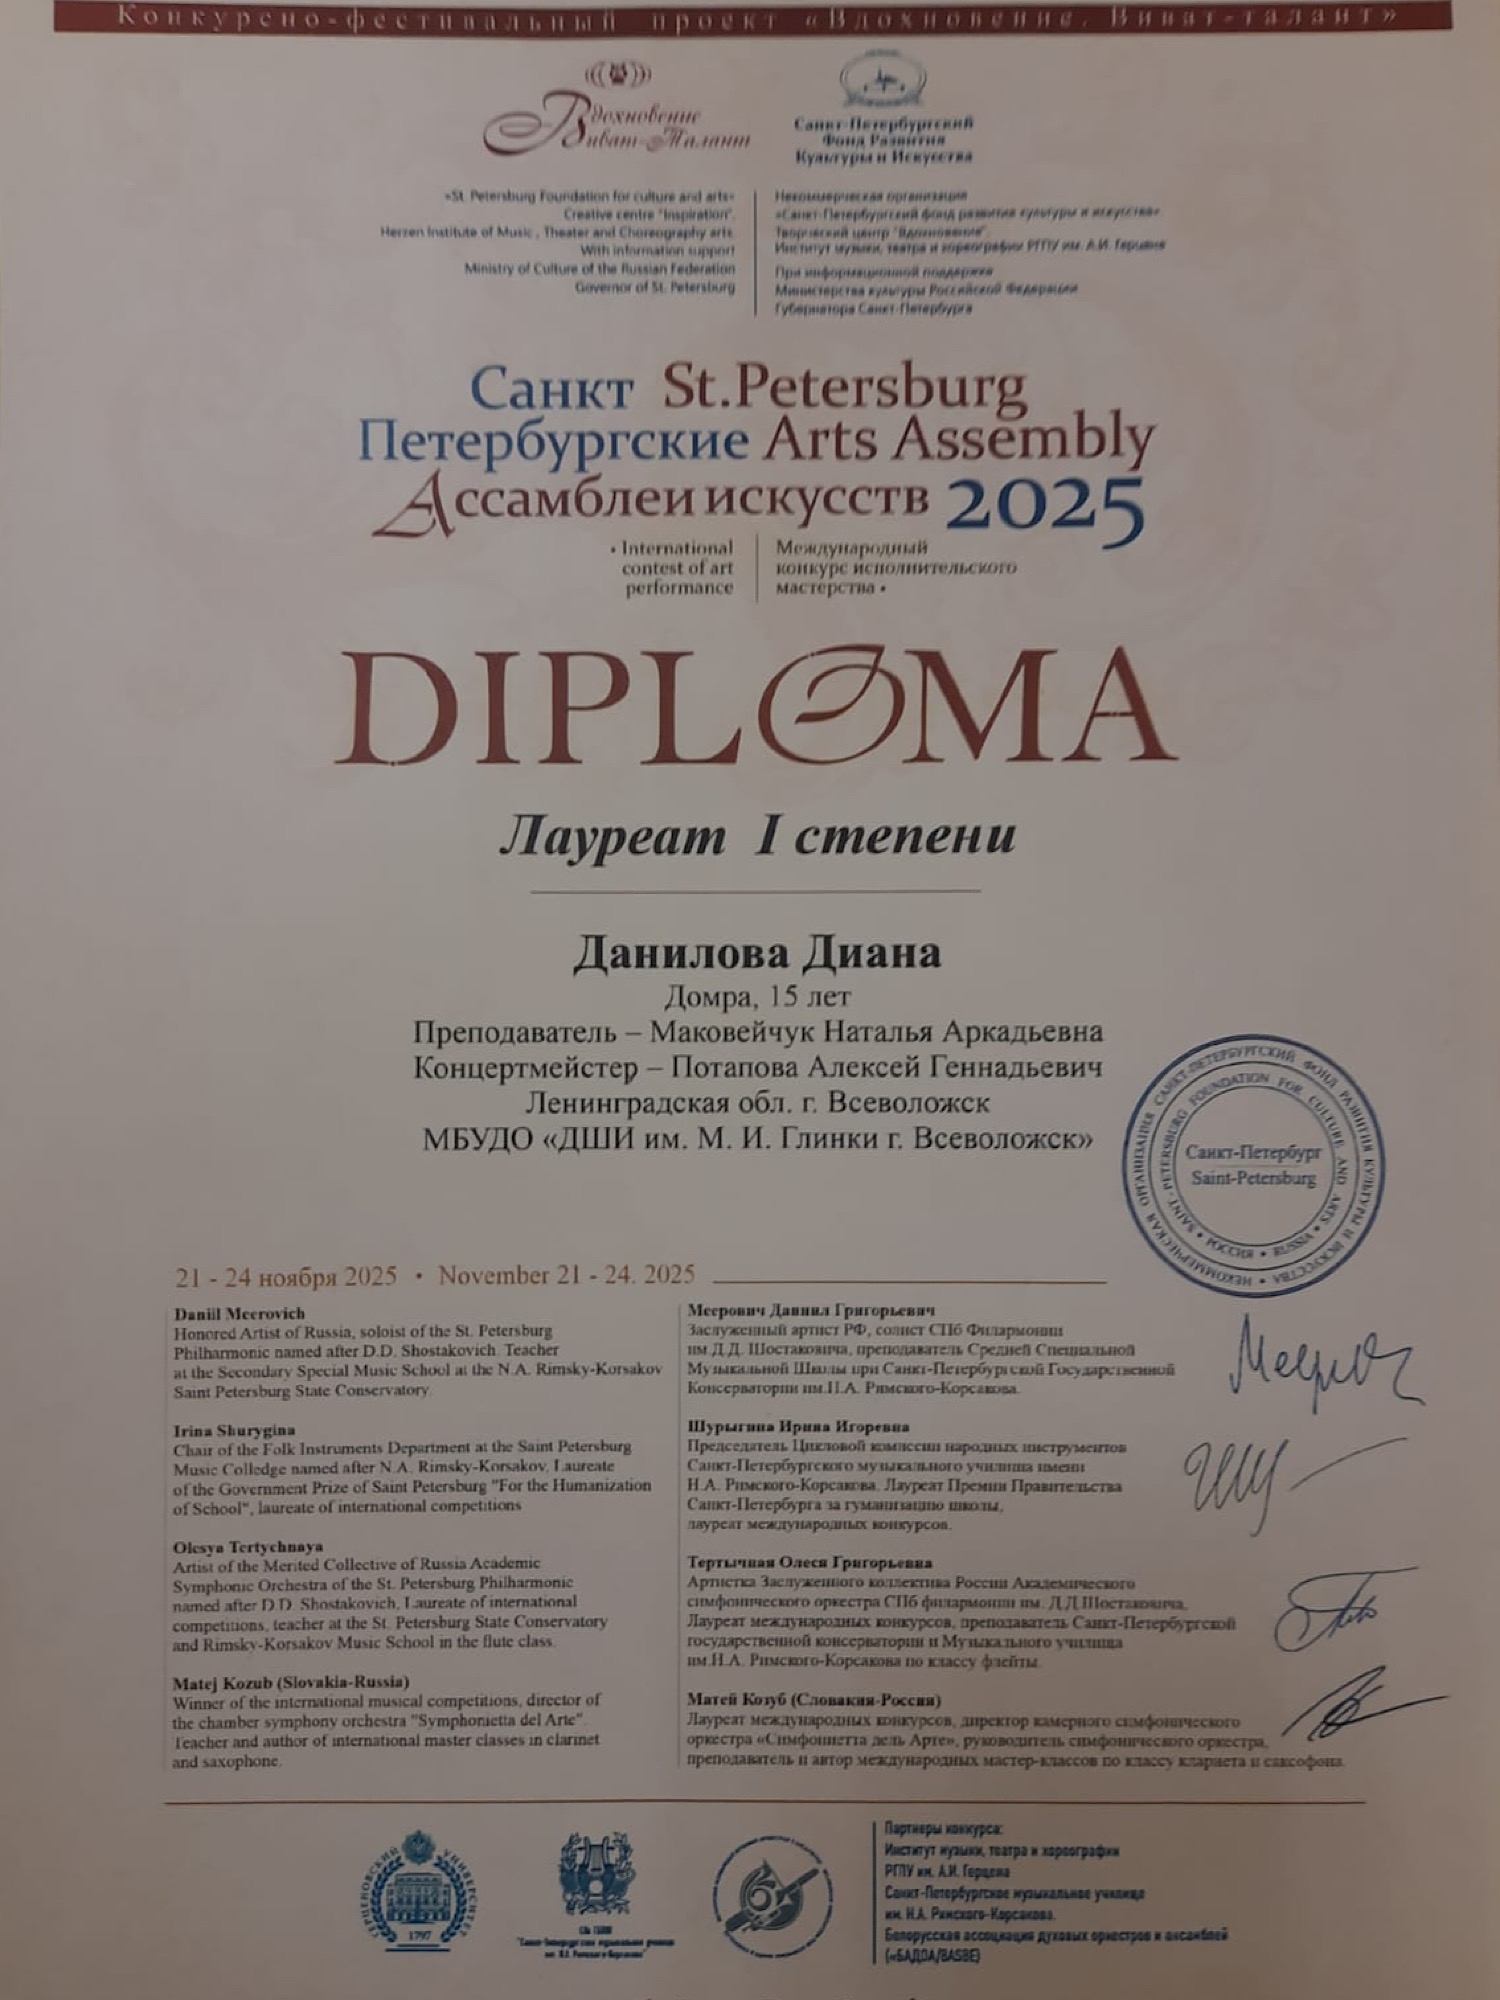 Конкурсно-фестивальный проект «Вдохновение. Виват-талант»
Вдохновение
Виват-Талант
Санкт-Петербургский
Фонд Развития
Культуры и Искусства
«St. Petersburg Foundation for culture and arts»
Creative centre "Inspiration".
Herzen Institute of Music , Theater and Choreography arts
With information support
Ministry of Culture of the Russian Federation
Governor of St. Petersburg
Некоммерческая организация
«Санкт-Петербургский фонд развития культуры и искусства»
Творческий центр "Вдохновение".
Институт музыки, театра и хореографии РГПУ им. А.И. Герцена
При информационной поддержке
Министерства культуры Российской Федерации
Губернатора Санкт-Петербурга
Санкт St.Petersburg
Петербургские Arts Assembly
Ассамблеи искусств 2025
• International
contest of art
performance
Международный
конкурс исполнительского
мастерства •
DIPLOMA
Лауреат I степени
Данилова Диана
Домра, 15 лет
Преподаватель – Маковейчук Наталья Аркадьевна
Концертмейстер – Потапова Алексей Геннадьевич
Ленинградская обл. г. Всеволожск
МБУДО «ДШИ им. М. И. Глинки г. Всеволожск»
НЕКОММЕРЧЕСКАЯ ОРГАНИЗАЦИЯ САНКТ-ПЕТЕРБУРГСКИЙ ФОНД РАЗВИТИЯ КУЛЬТУРЫ И ИСКУССТВА •
SAINT-PETERSBURG FOUNDATION FOR CULTURE AND ARTS •
• РОССИЯ • RUSSIA •
Санкт-Петербург
Saint-Petersburg
21 - 24 ноября 2025 • November 21 - 24. 2025
Daniil Meerovich
Honored Artist of Russia, soloist of the St. Petersburg
Philharmonic named after D.D. Shostakovich. Teacher
at the Secondary Special Music School at the N.A. Rimsky-Korsakov
Saint Petersburg State Conservatory.
Irina Shurygina
Chair of the Folk Instruments Department at the Saint Petersburg
Music Colledge named after N.A. Rimsky-Korsakov, Laureate
of the Government Prize of Saint Petersburg "For the Humanization
of School", laureate of international competitions
Olesya Tertychnaya
Artist of the Merited Collective of Russia Academic
Symphonic Orchestra of the St. Petersburg Philharmonic
named after D.D. Shostakovich, Laureate of international
competitions, teacher at the St. Petersburg State Conservatory
and Rimsky-Korsakov Music School in the flute class.
Matej Kozub (Slovakia-Russia)
Winner of the international musical competitions, director of
the chamber symphony orchestra "Symphonietta del Arte".
Teacher and author of international master classes in clarinet
and saxophone.
Меерович Даниил Григорьевич
Заслуженный артист РФ, солист СПб Филармонии
им.Д.Д. Шостаковича, преподаватель Средней Специальной
Музыкальной Школы при Санкт-Петербургской Государственной
Консерватории им.Н.А. Римского-Корсакова.
Шурыгина Ирина Игоревна
Председатель Цикловой комиссии народных инструментов
Санкт-Петербургского музыкального училища имени
Н.А. Римского-Корсакова. Лауреат Премии Правительства
Санкт-Петербурга за гуманизацию школы,
лауреат международных конкурсов.
Тертычная Олеся Григорьевна
Артистка Заслуженного коллектива России Академического
симфонического оркестра СПб филармонии им. Д.Д.Шостаковича,
Лауреат международных конкурсов, преподаватель Санкт-Петербургской
государственной консерватории и Музыкального училища
им.Н.А. Римского-Корсакова по классу флейты.
Матей Козуб (Словакия-Россия)
Лауреат международных конкурсов, директор камерного симфонического
оркестра «Симфониетта дель Арте», руководитель симфонического оркестра,
преподаватель и автор международных мастер-классов по классу кларнета и саксофона.
ГЕРЦЕНОВСКИЙ УНИВЕРСИТЕТ
1797
Партнеры конкурса:
Институт музыки, театра и хореографии
РГПУ им. А.И. Герцена
Санкт-Петербургское музыкальное училище
им. Н.А. Римского-Корсакова.
Белорусская ассоциация духовых оркестров и ансамблей
(«БАДОА/BASBE)